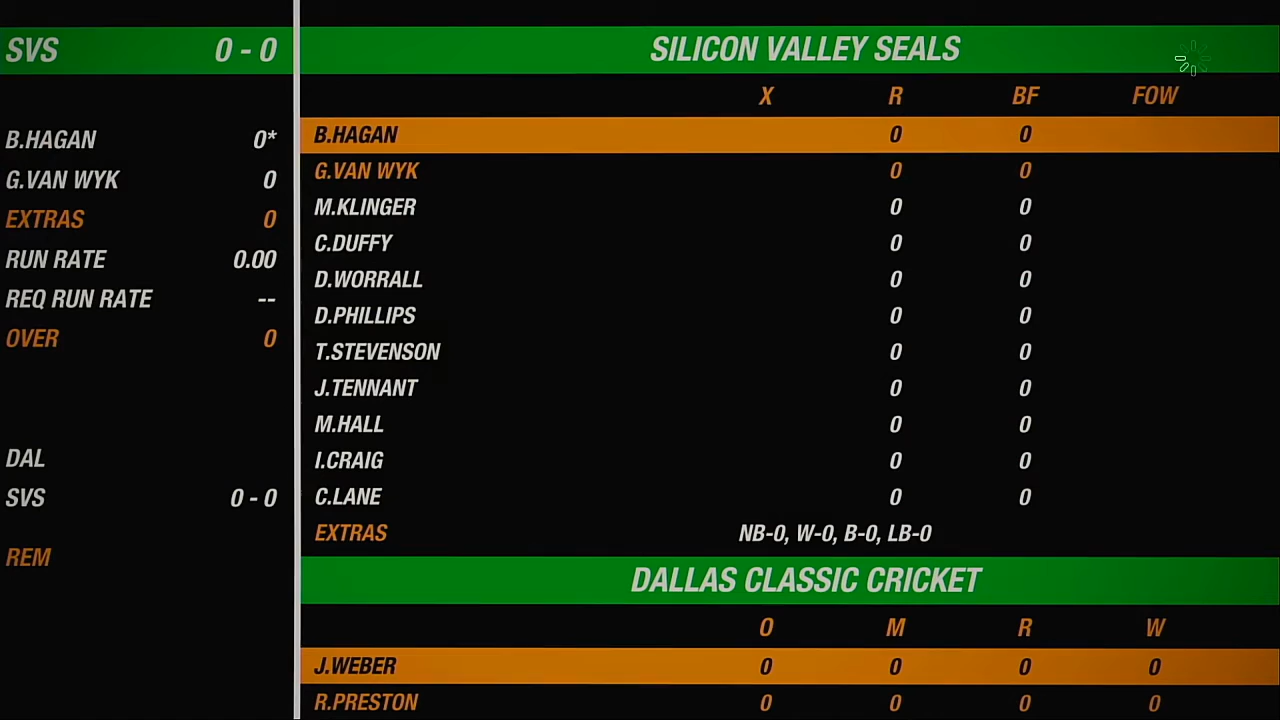 SVS 0 - 0
B.HAGAN 0*
G.VAN WYK 0
EXTRAS 0
RUN RATE 0.00
REQ RUN RATE --
OVER 0
DAL
SVS 0 - 0
REM
SILICON VALLEY SEALS
X R BF FOW
B.HAGAN 0 0
G.VAN WYK 0 0
M.KLINGER 0 0
C.DUFFY 0 0
D.WORRALL 0 0
D.PHILLIPS 0 0
T.STEVENSON 0 0
J.TENNANT 0 0
M.HALL 0 0
I.CRAIG 0 0
C.LANE 0 0
EXTRAS NB-0, W-0, B-0, LB-0
DALLAS CLASSIC CRICKET
O M R W
J.WEBER 0 0 0 0
R.PRESTON 0 0 0 0